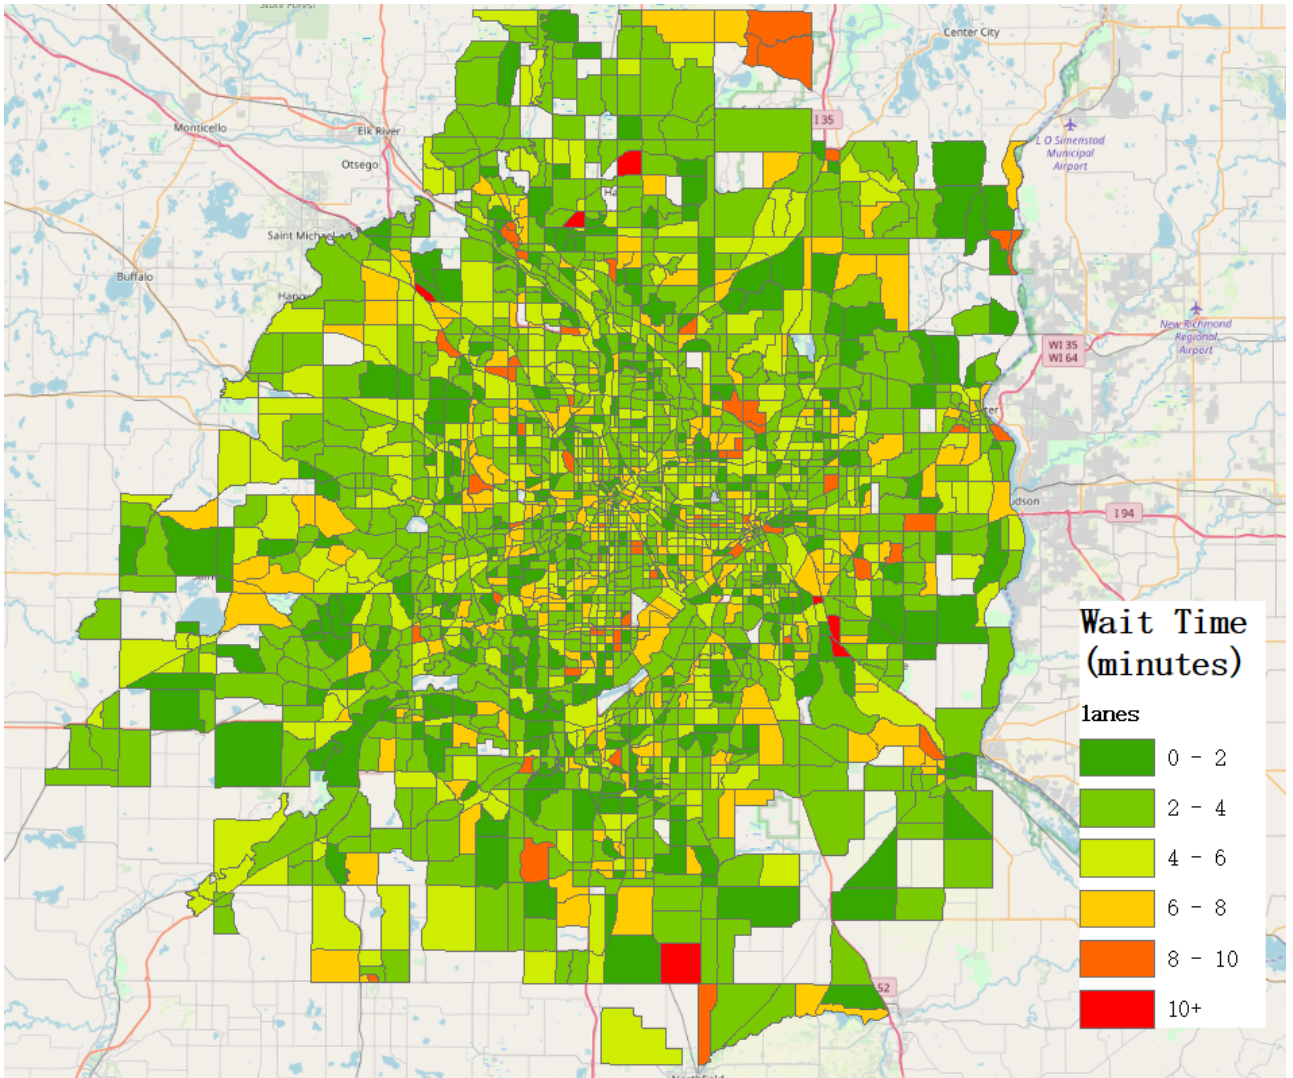 Center City
I 35
Monticello
Elk River
L O Simenstad
Municipal
Airport
Otsego
Saint Michael
Buffalo
New Richmond
Regional
Airport
WI 35
WI 64
I 94
Wait Time
(minutes)
lanes
0 - 2
2 - 4
4 - 6
6 - 8
8 - 10
10+
52